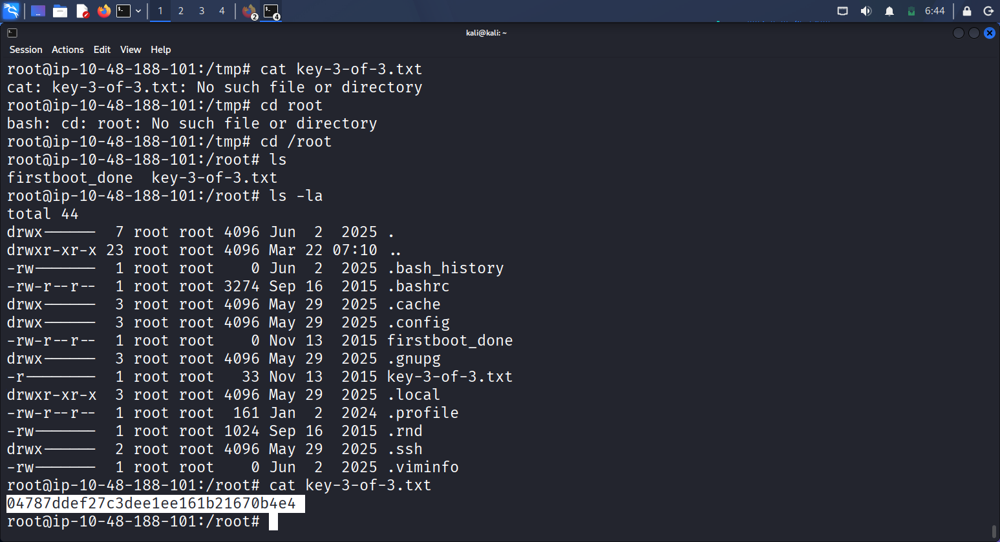 1 2 3 4 2 4 6:44
kali@kali: ~
Session Actions Edit View Help
root@ip-10-48-188-101:/tmp# cat key-3-of-3.txt
cat: key-3-of-3.txt: No such file or directory
root@ip-10-48-188-101:/tmp# cd root
bash: cd: root: No such file or directory
root@ip-10-48-188-101:/tmp# cd /root
root@ip-10-48-188-101:/root# ls
firstboot_done  key-3-of-3.txt
root@ip-10-48-188-101:/root# ls -la
total 44
drwx------  7 root root 4096 Jun  2  2025 .
drwxr-xr-x 23 root root 4096 Mar 22 07:10 ..
-rw-------  1 root root    0 Jun  2  2025 .bash_history
-rw-r--r--  1 root root 3274 Sep 16  2015 .bashrc
drwx------  3 root root 4096 May 29  2025 .cache
drwx------  3 root root 4096 May 29  2025 .config
-rw-r--r--  1 root root    0 Nov 13  2015 firstboot_done
drwx------  3 root root 4096 May 29  2025 .gnupg
-r--------  1 root root   33 Nov 13  2015 key-3-of-3.txt
drwxr-xr-x  3 root root 4096 May 29  2025 .local
-rw-r--r--  1 root root  161 Jan  2  2024 .profile
-rw-------  1 root root 1024 Sep 16  2015 .rnd
drwx------  2 root root 4096 May 29  2025 .ssh
-rw-------  1 root root    0 Jun  2  2025 .viminfo
root@ip-10-48-188-101:/root# cat key-3-of-3.txt
04787ddef27c3dee1ee161b21670b4e4
root@ip-10-48-188-101:/root#